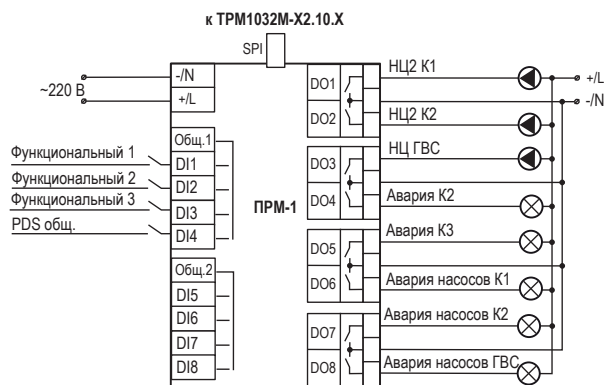 к ТРМ1032М-Х2.10.Х
SPI
~220 В
-/N
+/L
Общ.1
Функциональный 1
DI1
Функциональный 2
DI2
Функциональный 3
DI3
PDS общ.
DI4
Общ.2
DI5
DI6
DI7
DI8
ПРМ-1
DO1
НЦ2 К1
DO2
НЦ2 К2
DO3
НЦ ГВС
DO4
Авария К2
DO5
Авария К3
DO6
Авария насосов К1
DO7
Авария насосов К2
DO8
Авария насосов ГВС
+/L
-/N